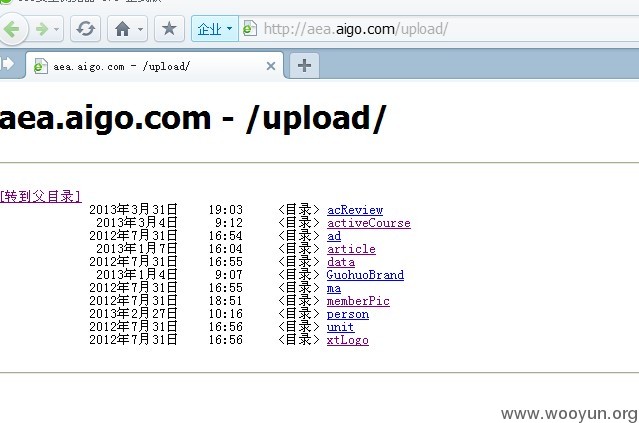 企业 http://aea.aigo.com/upload/
aea.aigo.com - /upload/
aea.aigo.com - /upload/
[转到父目录]
2013年3月31日 19:03 <目录> acReview
2013年3月4日 9:12 <目录> activeCourse
2012年7月31日 16:54 <目录> ad
2013年1月7日 16:04 <目录> article
2012年7月31日 16:55 <目录> data
2013年1月4日 9:07 <目录> GuohuoBrand
2012年7月31日 16:55 <目录> ma
2012年7月31日 18:51 <目录> memberPic
2013年2月27日 10:16 <目录> person
2012年7月31日 16:56 <目录> unit
2012年7月31日 16:56 <目录> xtLogo
www.wooyun.org